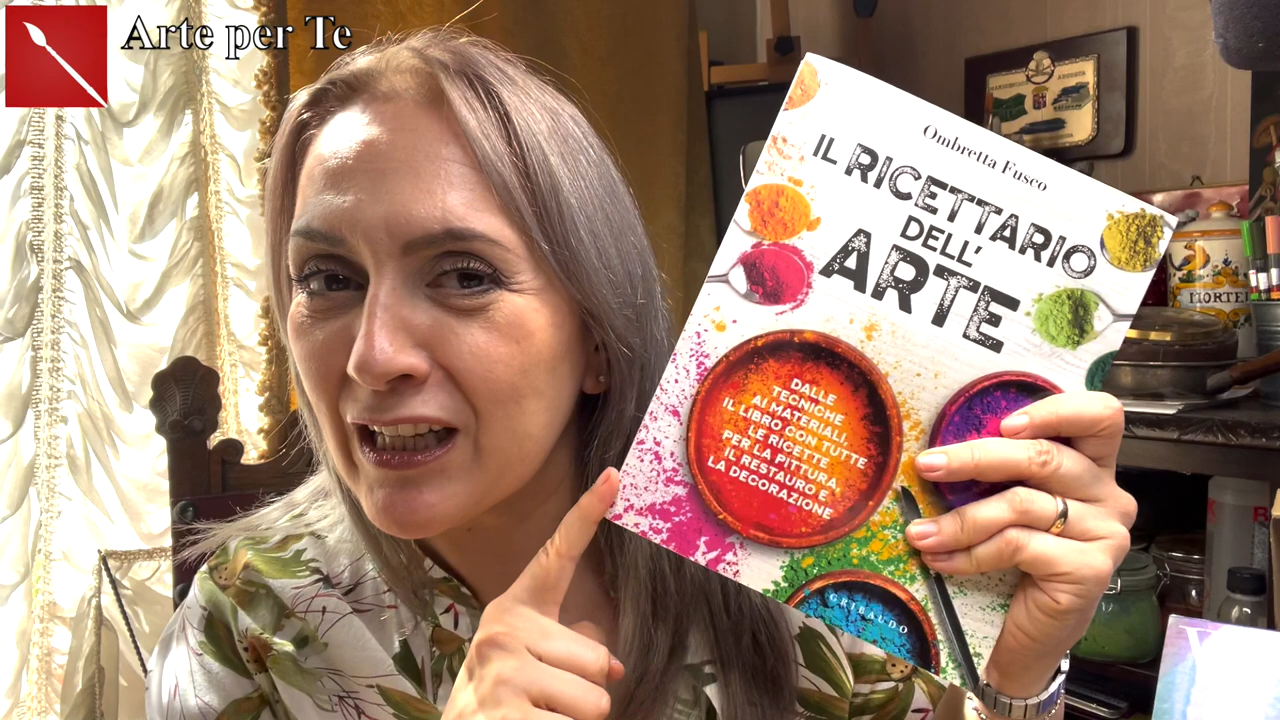 Arte per Te
Ombretta Fusco
IL RICETTARIO
DELL'
ARTE
DALLE
TECNICHE
AI MATERIALI,
IL LIBRO CON TUTTE
LE RICETTE
PER LA PITTURA,
IL RESTAURO E
LA DECORAZIONE
GRIBAUDO